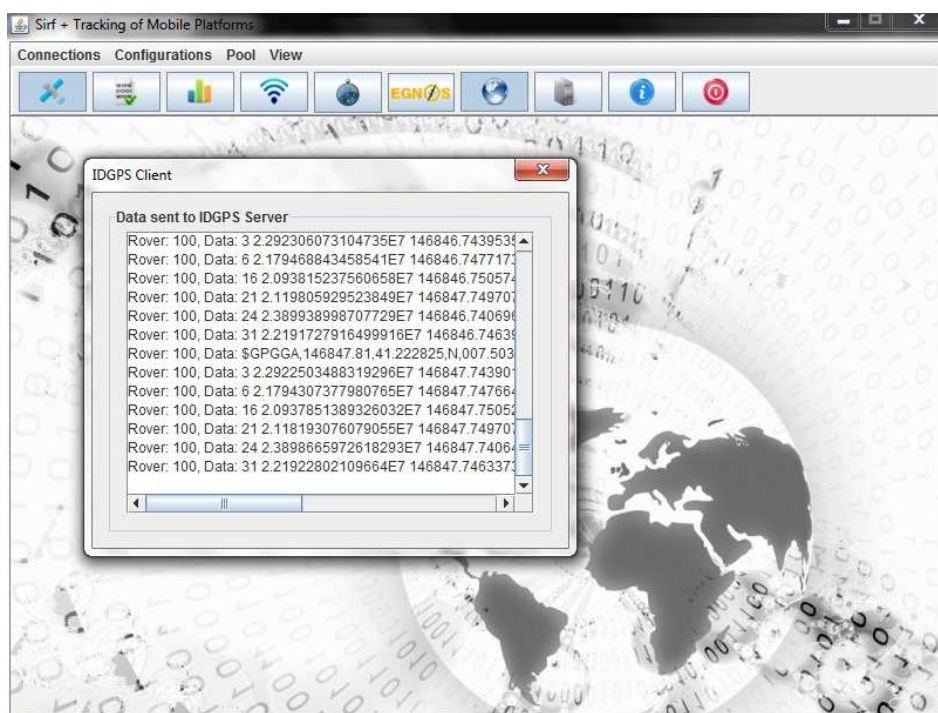 Sirf + Tracking of Mobile Platforms
Connections Configurations Pool View
EGNOS
IDGPS Client
Data sent to IDGPS Server
Rover: 100, Data: 3 2.292306073104735E7 146846.7439535
Rover: 100, Data: 6 2.179468843458541E7 146846.7477173
Rover: 100, Data: 16 2.093815237560658E7 146846.750574
Rover: 100, Data: 21 2.119805929523849E7 146847.749707
Rover: 100, Data: 24 2.389938998707729E7 146846.740696
Rover: 100, Data: 31 2.2191727916499916E7 146846.74639
Rover: 100, Data: $GPGGA,146847.81,41.222825,N,007.503
Rover: 100, Data: 3 2.2922503488319296E7 146847.74390
Rover: 100, Data: 6 2.1794307377980765E7 146847.74766
Rover: 100, Data: 16 2.0937851389326032E7 146847.75052
Rover: 100, Data: 21 2.118193076079055E7 146847.749707
Rover: 100, Data: 24 2.3898665972618293E7 146847.74064
Rover: 100, Data: 31 2.21922802109664E7 146847.7463373